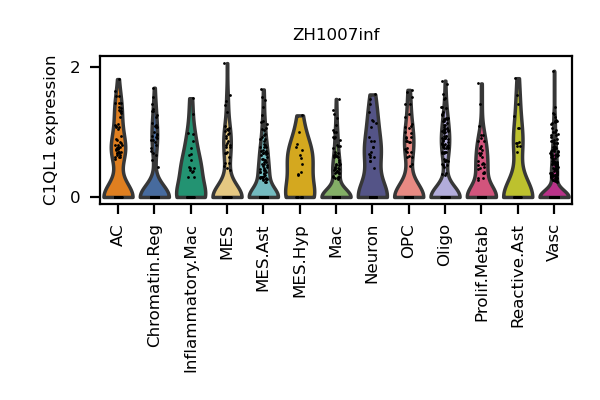 ZH1007inf
C1QL1 expression
2
0
AC
Chromatin.Reg
Inflammatory.Mac
MES
MES.Ast
MES.Hyp
Mac
Neuron
OPC
Oligo
Prolif.Metab
Reactive.Ast
Vasc